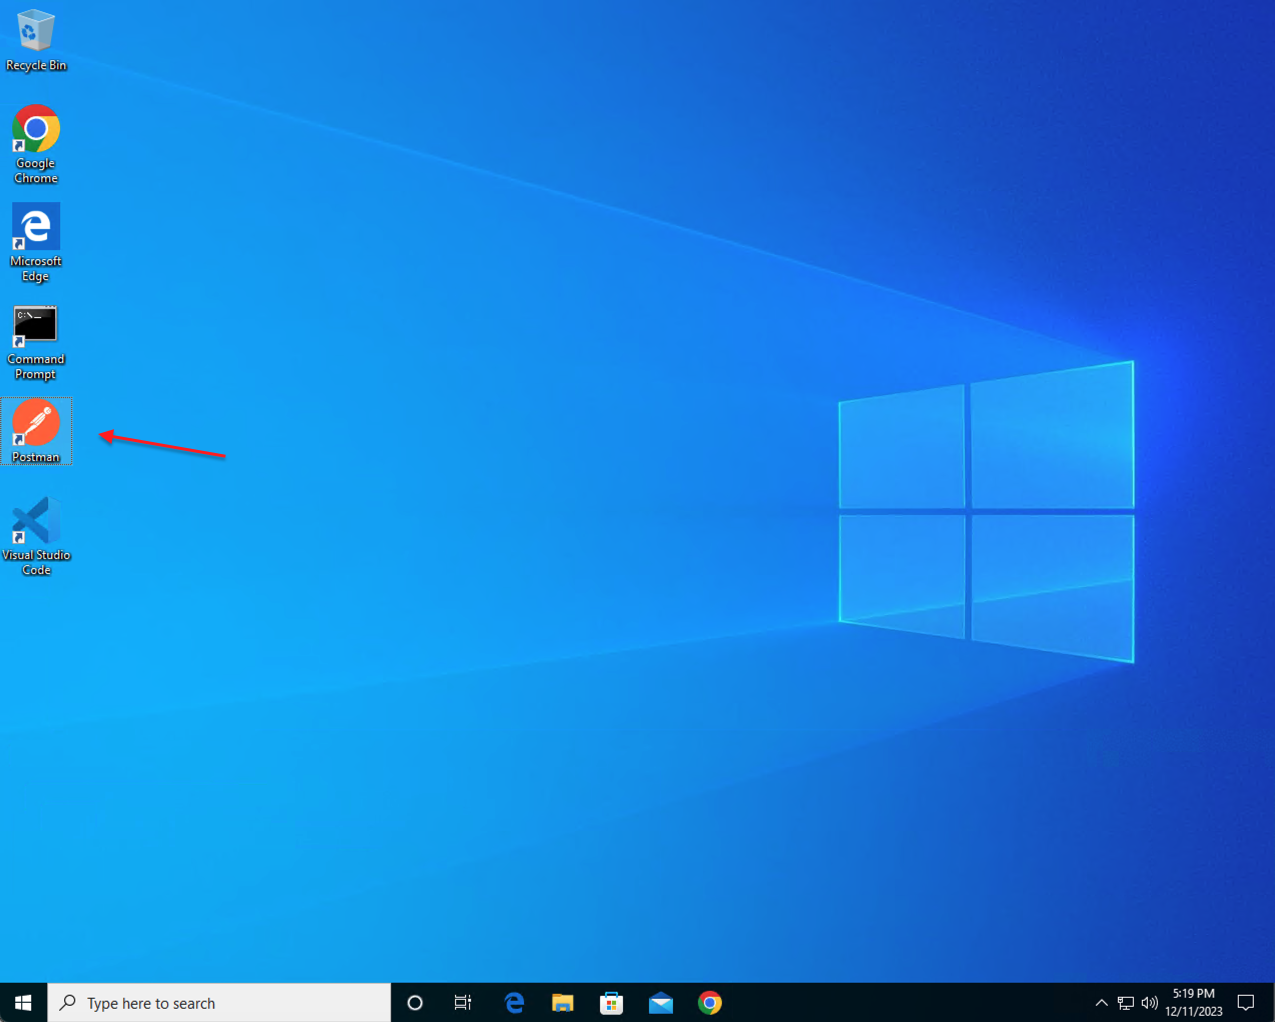 Recycle Bin
Google
Chrome
Microsoft
Edge
C:\._
Command
Prompt
Postman
Visual Studio
Code
Type here to search
5:19 PM
12/11/2023